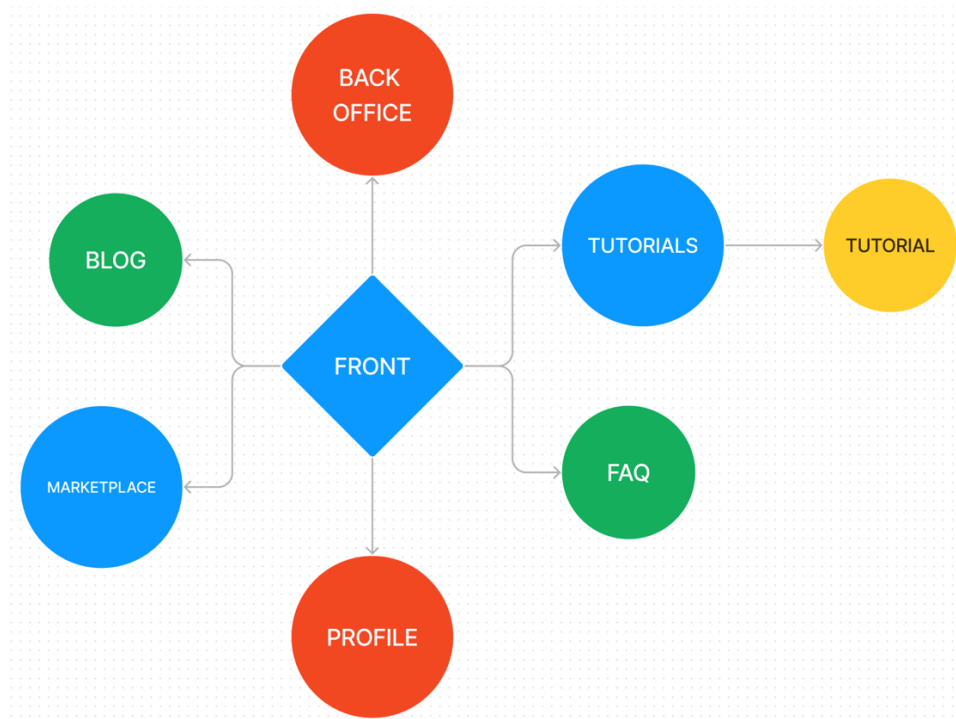 BACK
OFFICE
BLOG
TUTORIALS
TUTORIAL
FRONT
MARKETPLACE
FAQ
PROFILE